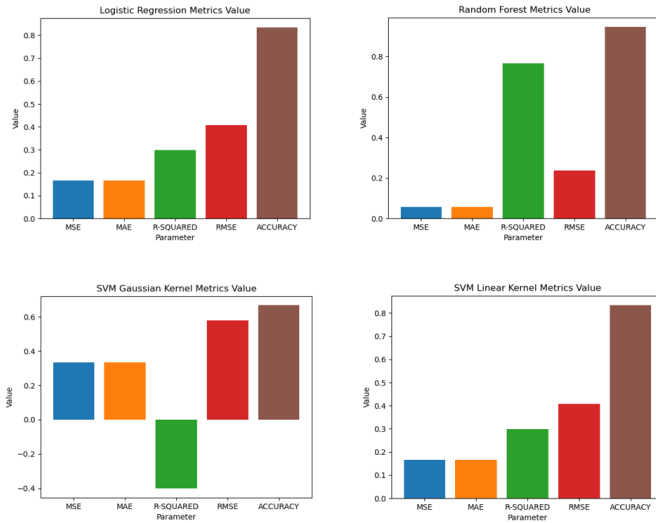 Logistic Regression Metrics Value
Value
0.8
0.7
0.6
0.5
0.4
0.3
0.2
0.1
0.0
MSE MAE R-SQUARED RMSE ACCURACY
Parameter
Random Forest Metrics Value
Value
0.8
0.6
0.4
0.2
0.0
MSE MAE R-SQUARED RMSE ACCURACY
Parameter
SVM Gaussian Kernel Metrics Value
Value
0.6
0.4
0.2
0.0
−0.2
−0.4
MSE MAE R-SQUARED RMSE ACCURACY
Parameter
SVM Linear Kernel Metrics Value
Value
0.8
0.7
0.6
0.5
0.4
0.3
0.2
0.1
0.0
MSE MAE R-SQUARED RMSE ACCURACY
Parameter